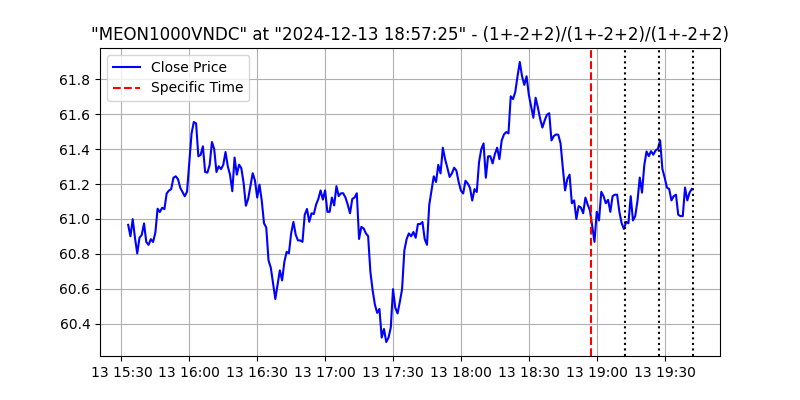 "MEON1000VNDC" at "2024-12-13 18:57:25" - (1+-2+2)/(1+-2+2)/(1+-2+2)
Close Price
Specific Time
61.8
61.6
61.4
61.2
61.0
60.8
60.6
60.4
13 15:30 13 16:00 13 16:30 13 17:00 13 17:30 13 18:00 13 18:30 13 19:00 13 19:30